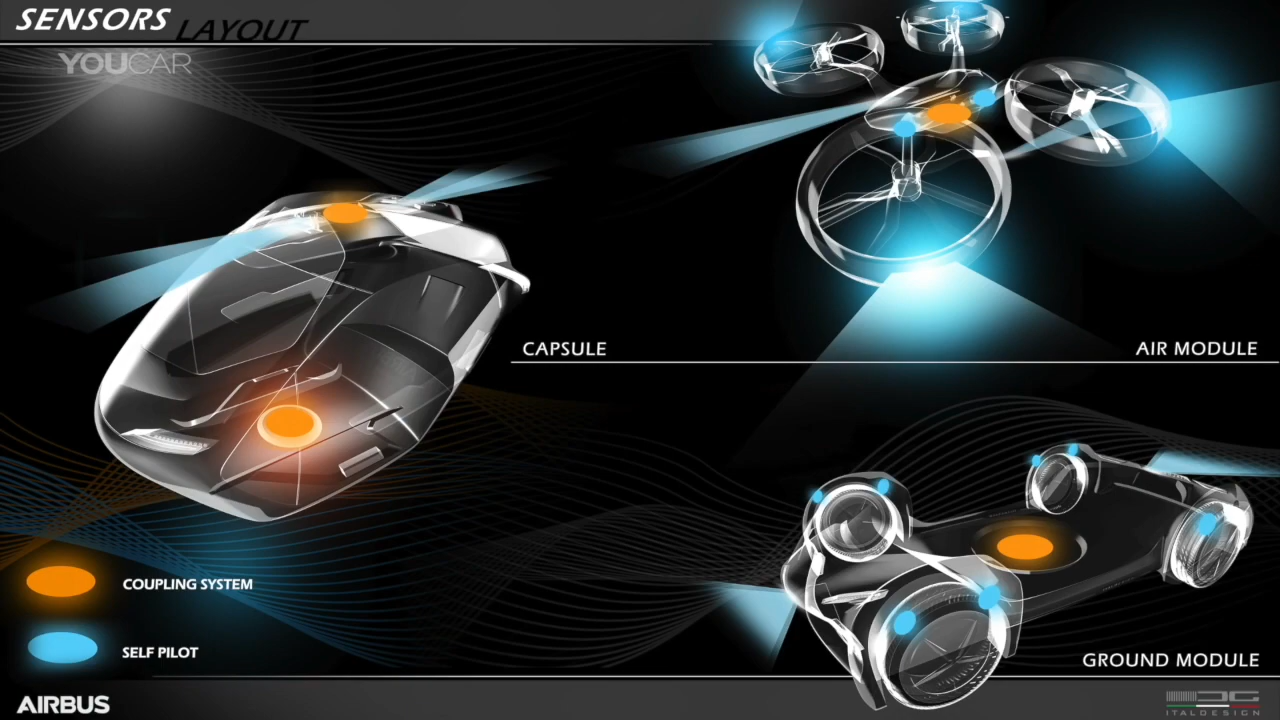 SENSORS LAYOUT
YOUCAR
CAPSULE
AIR MODULE
COUPLING SYSTEM
SELF PILOT
GROUND MODULE
AIRBUS
ITALDESIGN